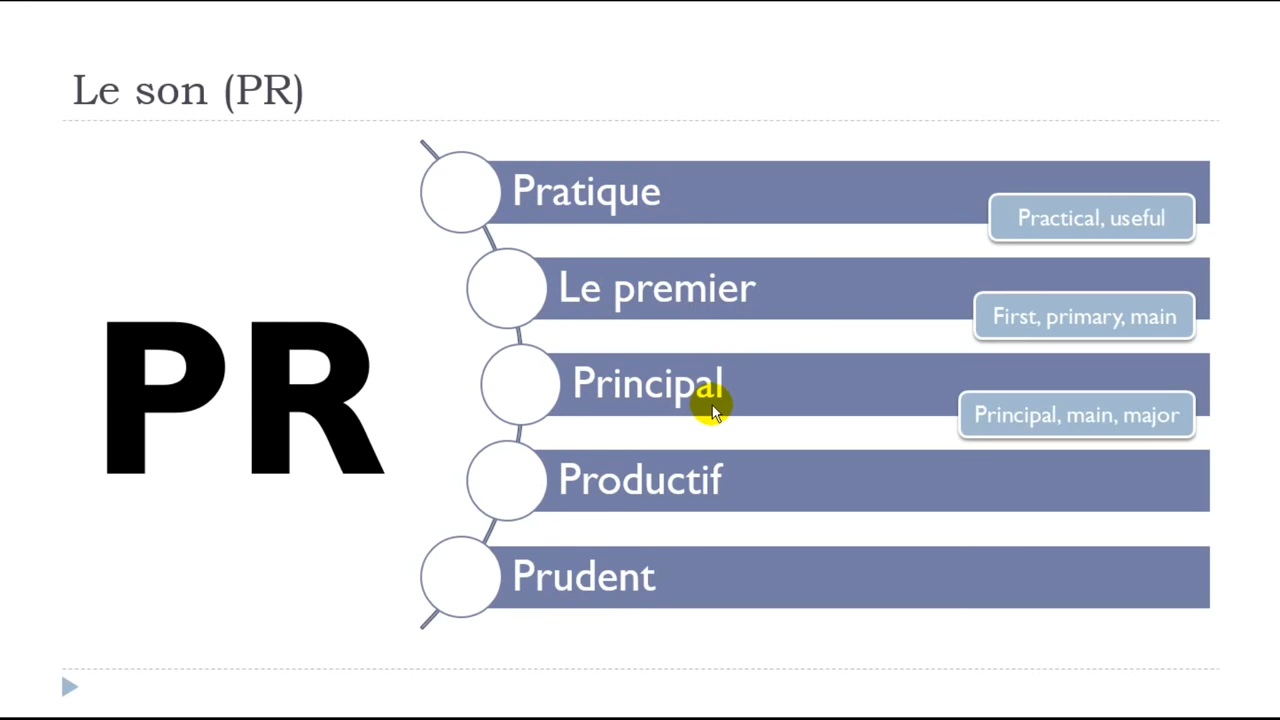 Le son (PR)
PR
Pratique
Practical, useful
Le premier
First, primary, main
Principal
Principal, main, major
Productif
Prudent